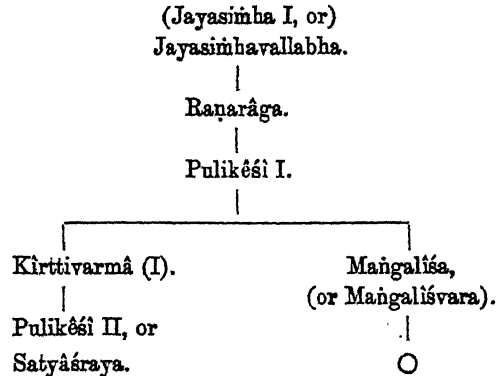 (Jayasiṁha I, or)
Jayasiṁhavallabha.
Raṇarâga.
Pulikêśî I.
Kîrttivarmâ (I).
Maṅgalîśa,
(or Maṅgalîśvara).
Pulikêśî II, or
Satyâśraya.